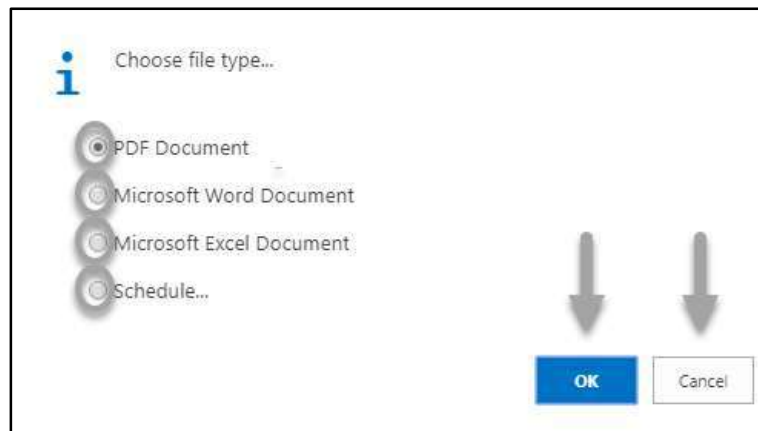 Choose file type...
PDF Document
Microsoft Word Document
Microsoft Excel Document
Schedule...
OK
Cancel